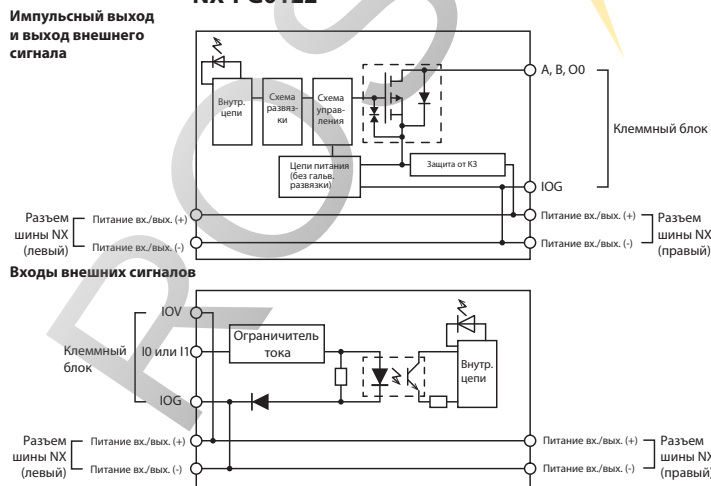 Импульсный выход
и выход внешнего
сигнала
Внутр.
цепи
Схема
развяз-
ки
Схема
управ-
ления
Цепи питания
(без гальв.
развязки)
Защита от КЗ
A, B, O0
IOG
Клеммный блок
Разъем
шины NX
(левый)
Питание вх./вых. (+)
Питание вх./вых. (-)
Питание вх./вых. (+)
Питание вх./вых. (-)
Разъем
шины NX
(правый)
Входы внешних сигналов
Клеммный
блок
IOV
I0 или I1
IOG
Ограничитель
тока
Внутр.
цепи
Разъем
шины NX
(левый)
Питание вх./вых. (+)
Питание вх./вых. (-)
Питание вх./вых. (+)
Питание вх./вых. (-)
Разъем
шины NX
(правый)